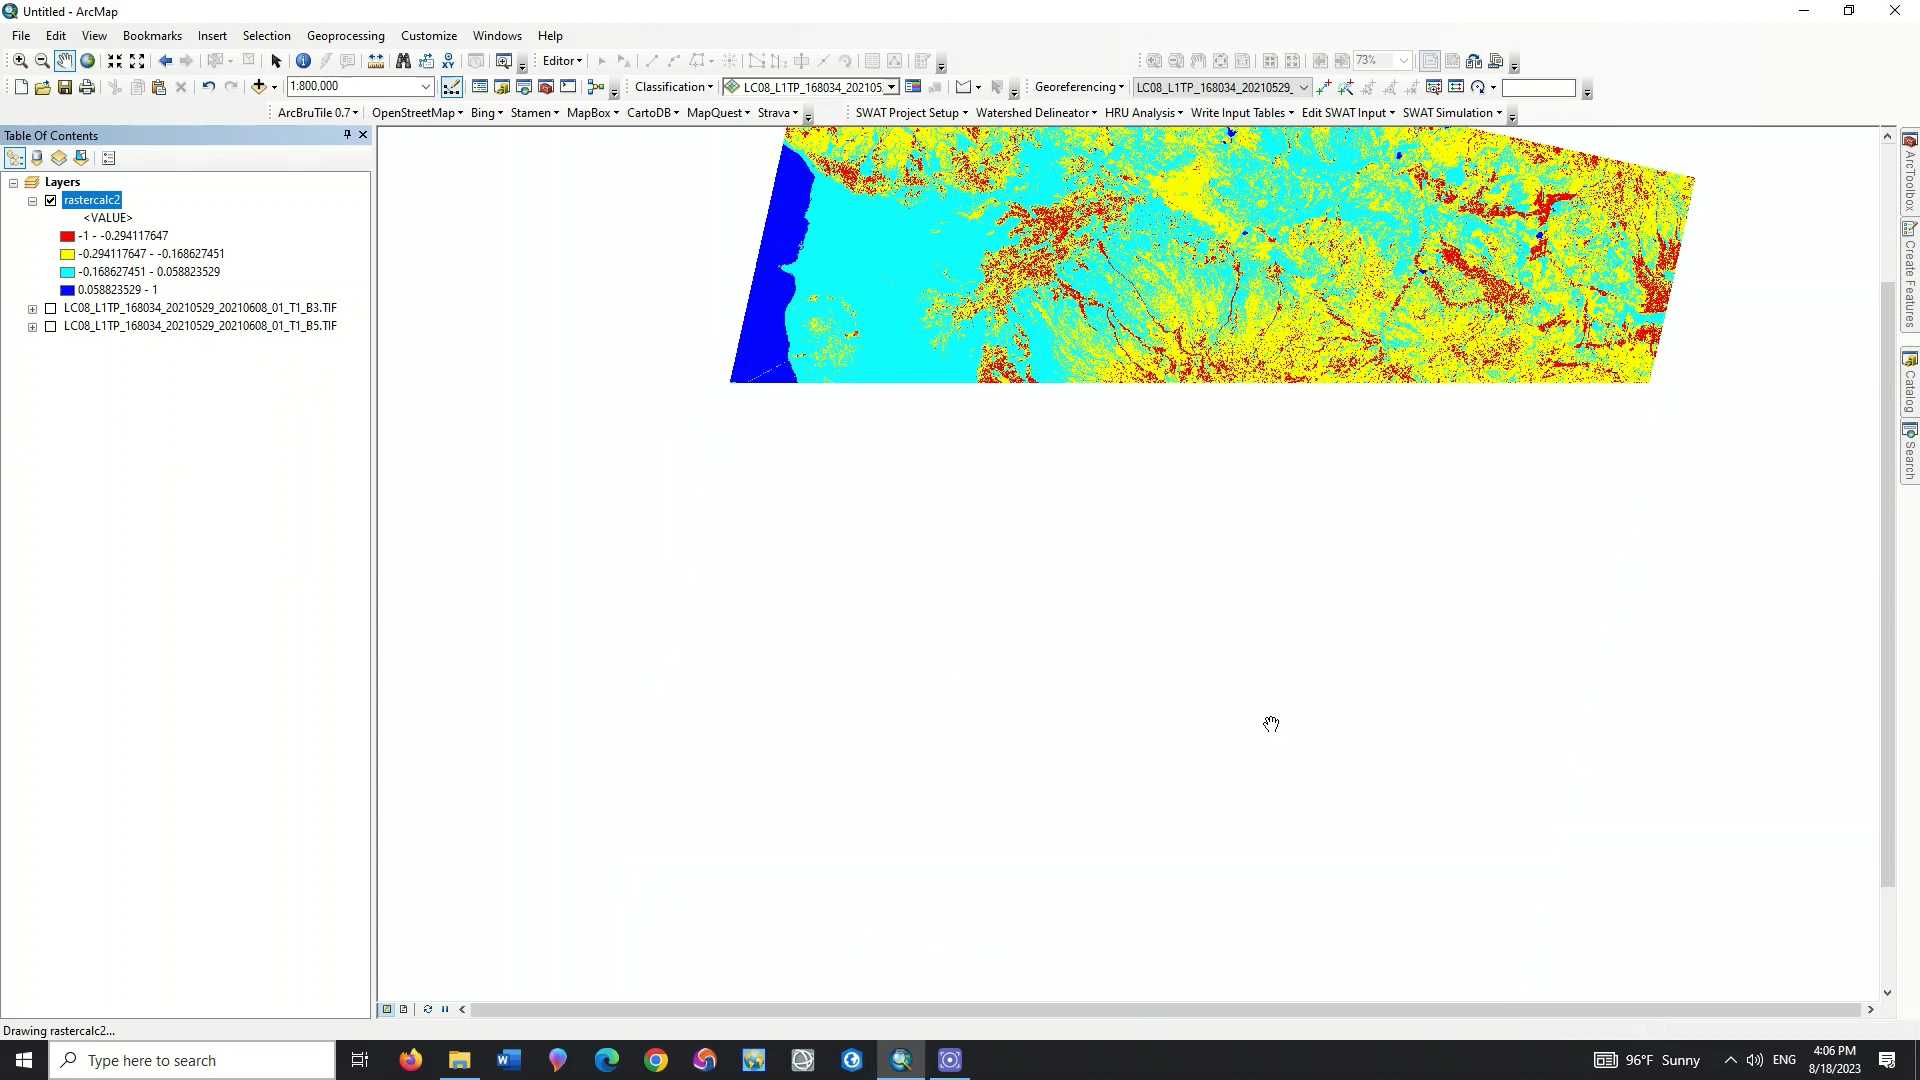 Untitled - ArcMap
File Edit View Bookmarks Insert Selection Geoprocessing Customize Windows Help
Editor 73%
1:800,000 Classification LC08_L1TP_168034_202105 Georeferencing LC08_L1TP_168034_20210529_
ArcBruTile 0.7 OpenStreetMap Bing Stamen MapBox CartoDB MapQuest Strava SWAT Project Setup Watershed Delineator HRU Analysis Write Input Tables Edit SWAT Input SWAT Simulation
Table Of Contents
Layers
rastercalc2
<VALUE>
-1 - -0.294117647
-0.294117647 - -0.168627451
-0.168627451 - 0.058823529
0.058823529 - 1
LC08_L1TP_168034_20210529_20210608_01_T1_B3.TIF
LC08_L1TP_168034_20210529_20210608_01_T1_B5.TIF
ArcToolbox
Create Features
Catalog
Search
Drawing rastercalc2...
Type here to search
96°F Sunny
ENG
4:06 PM
8/18/2023